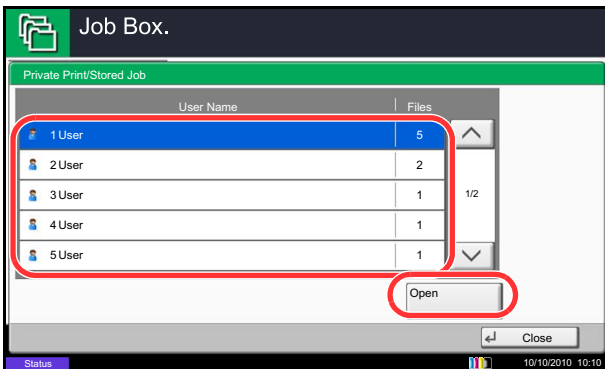 Job Box.
Private Print/Stored Job
User Name Files
1 User 5
2 User 2
3 User 1
1/2
4 User 1
5 User 1
Open
Close
Status 10/10/2010 10:10